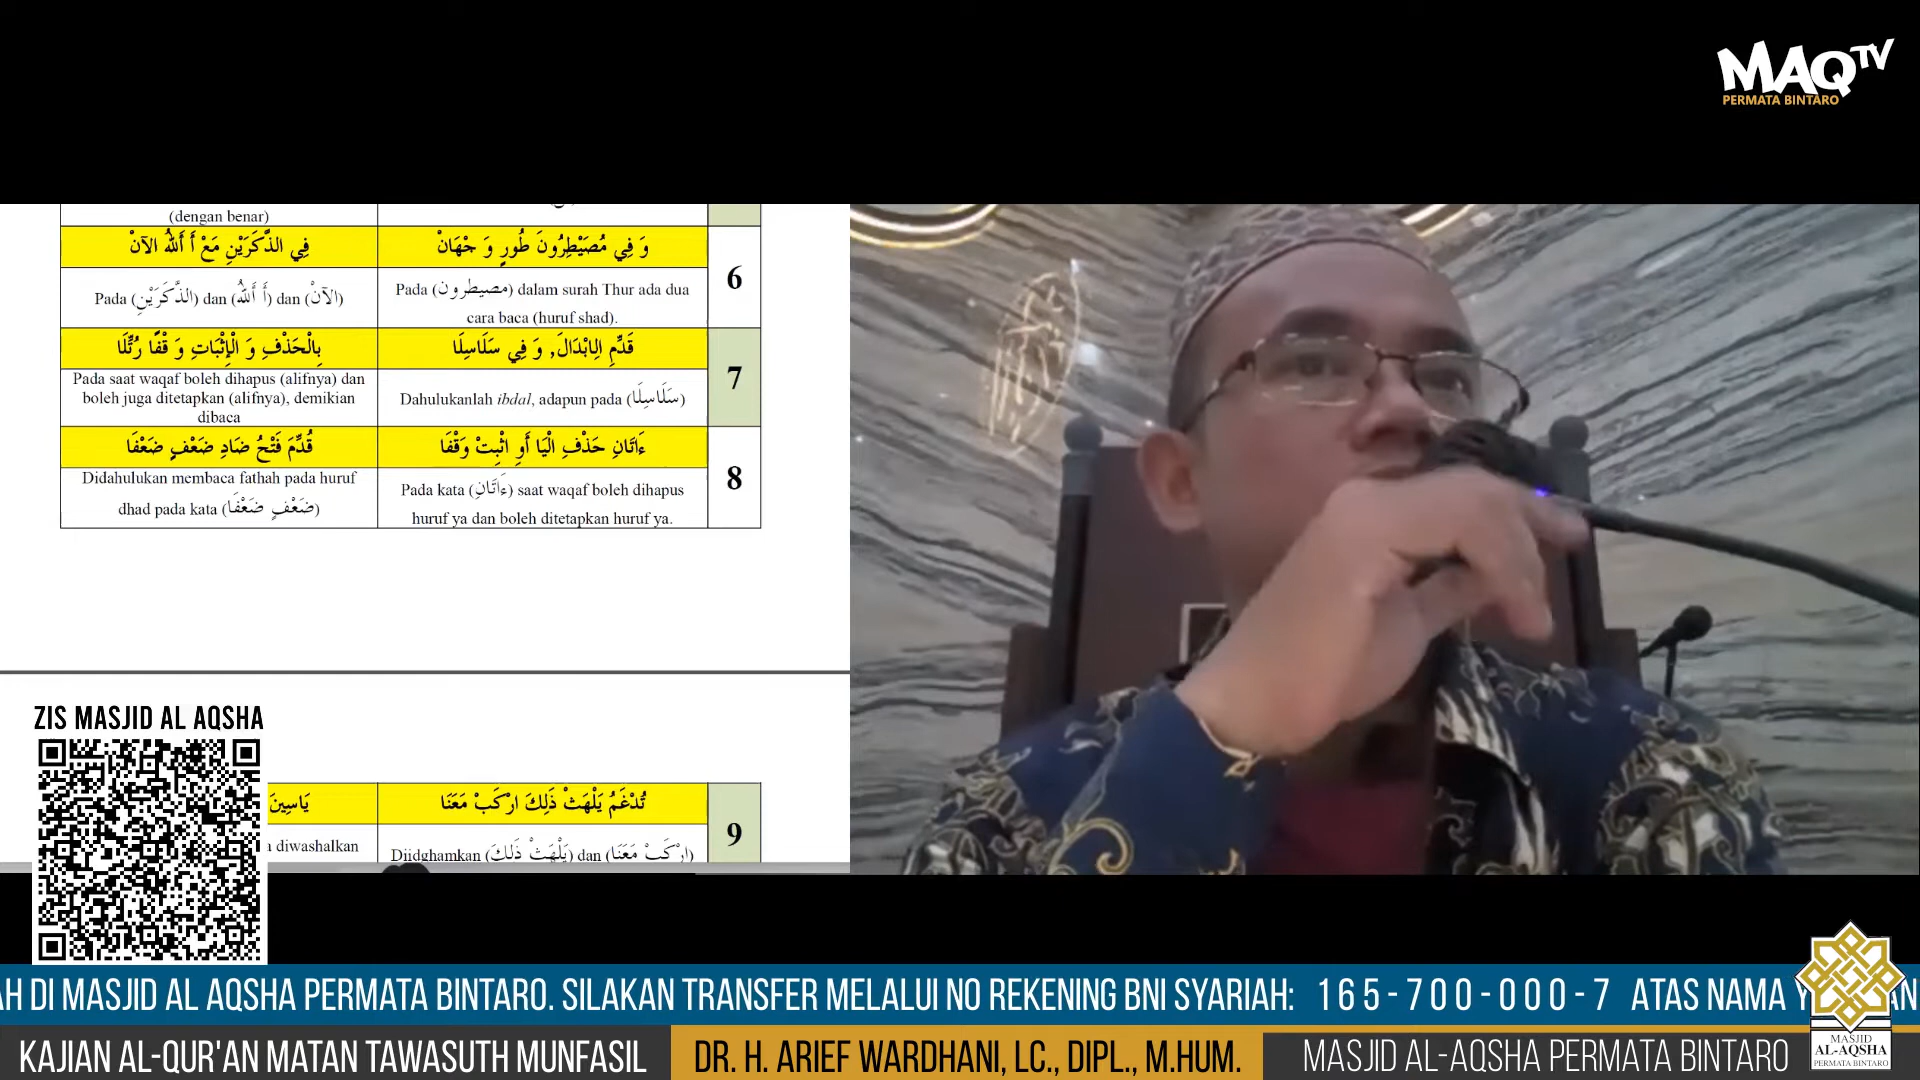 MAQ TV
PERMATA BINTARO
(dengan benar)
وَ فِي مُصَيْطِرُونَ طُورٍ وَ جْهَانْ
فِي الذَّكَرَيْنِ مَعْ أَ أَللهُ الآنْ
6
Pada (مصيطرون) dalam surah Thur ada dua
cara baca (huruf shad).
Pada (الذَّكَرَيْنِ) dan (أَ أَللهُ) dan (الآنْ)
قَدِّمِ الِابْدَالَ, وَ فِي سَلَاسِلَا
بِالْحَذْفِ وَ الْإِثْبَاتِ وَ قْفًا رُتِّلَا
7
Dahulukanlah ibdal, adapun pada (سَلَاسِلَا)
Pada saat waqaf boleh dihapus (alifnya) dan
boleh juga ditetapkan (alifnya), demikian
dibaca
ءَاتَانِ حَذْفِ الْيَا أَوِ اثْبِتْ وَقْفَا
قُدِّمَ فَتْحُ ضَادِ ضَعْفٍ ضَعْفَا
8
Pada kata (ءَاتَانِ) saat waqaf boleh dihapus
huruf ya dan boleh ditetapkan huruf ya.
Didahulukan membaca fathah pada huruf
dhad pada kata (ضَعْفٍ ضَعْفَا)
ZIS MASJID AL AQSHA
تُدْغَمُ يَلْهَثْ ذَلِكَ ارْكَبْ مَعَنَا
يَاسِينَ
9
Diidghamkan (يَلْهَثْ ذَلِكَ) dan (ارْكَبْ مَعَنَا)
diwashalkan
AH DI MASJID AL AQSHA PERMATA BINTARO. SILAKAN TRANSFER MELALUI NO REKENING BNI SYARIAH: 165-700-000-7 ATAS NAMA
KAJIAN AL-QUR'AN MATAN TAWASUTH MUNFASIL
DR. H. ARIEF WARDHANI, LC., DIPL., M.HUM.
MASJID AL-AQSHA PERMATA BINTARO
MASJID
AL-AQSHA
PERMATA BINTARO